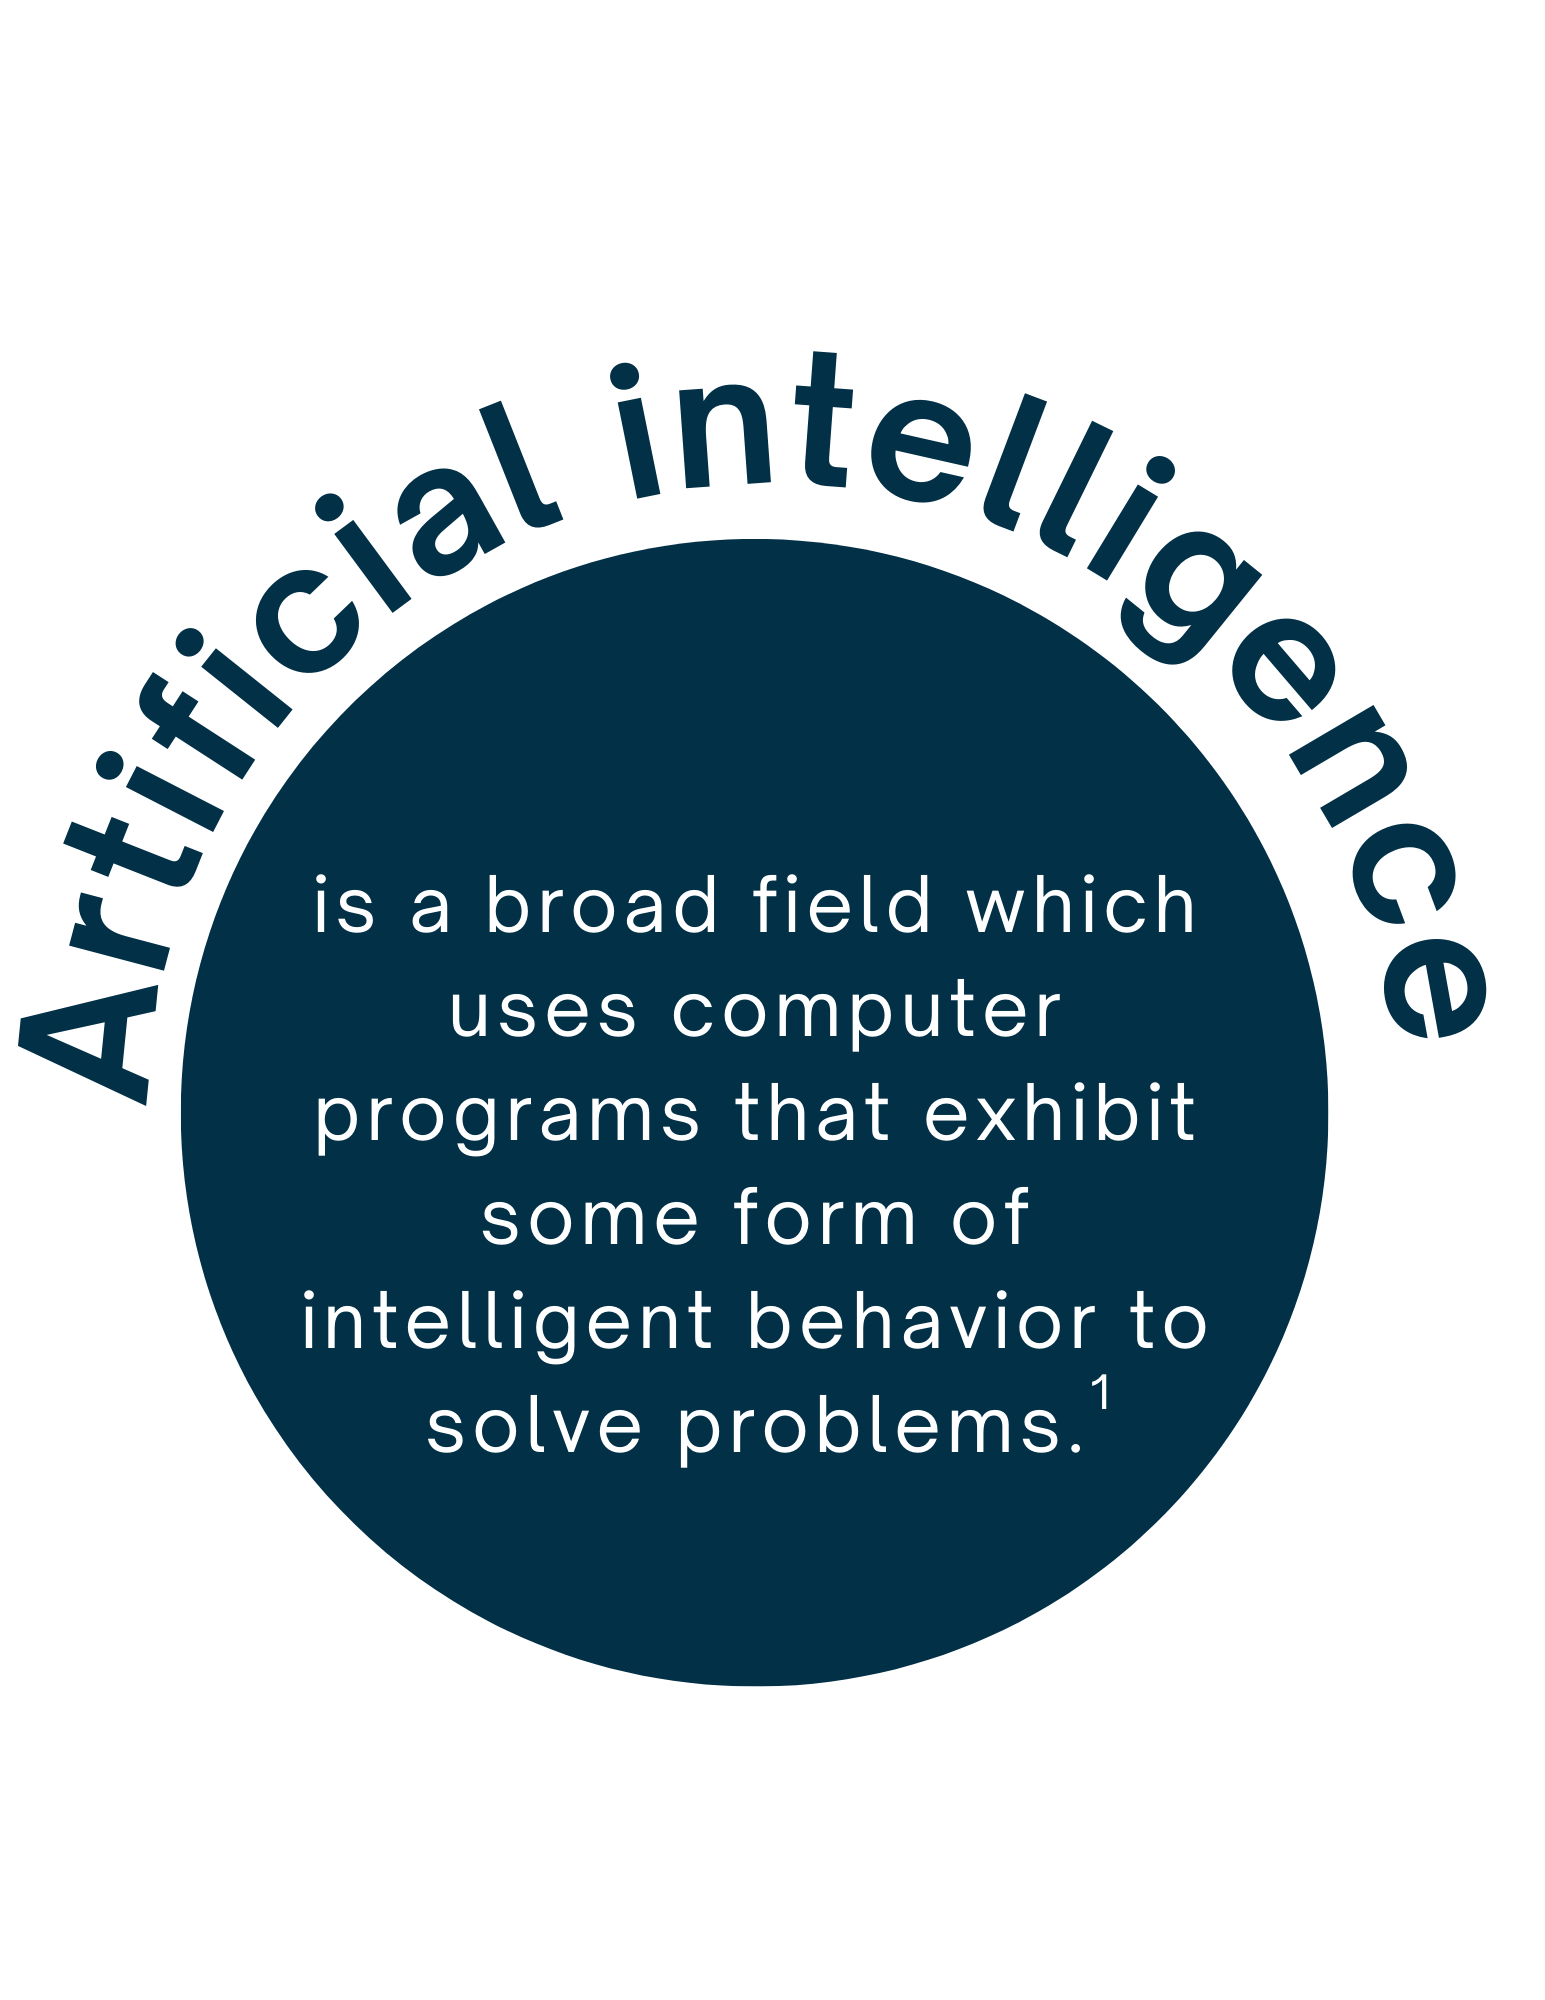 Artificial intelligence
is a broad field which
uses computer
programs that exhibit
some form of
intelligent behavior to
solve problems.¹